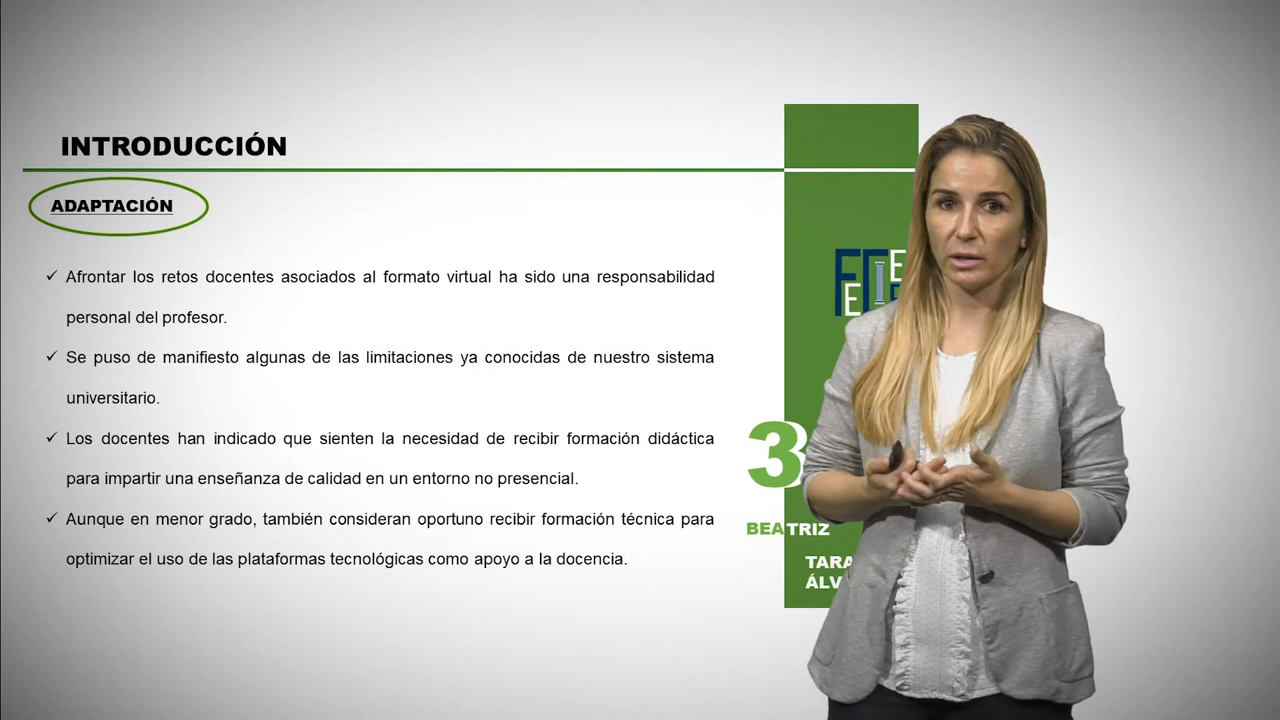 INTRODUCCIÓN
ADAPTACIÓN
✓ Afrontar los retos docentes asociados al formato virtual ha sido una responsabilidad
personal del profesor.
✓ Se puso de manifiesto algunas de las limitaciones ya conocidas de nuestro sistema
universitario.
✓ Los docentes han indicado que sienten la necesidad de recibir formación didáctica
para impartir una enseñanza de calidad en un entorno no presencial.
✓ Aunque en menor grado, también consideran oportuno recibir formación técnica para
optimizar el uso de las plataformas tecnológicas como apoyo a la docencia.
3
BEATRIZ